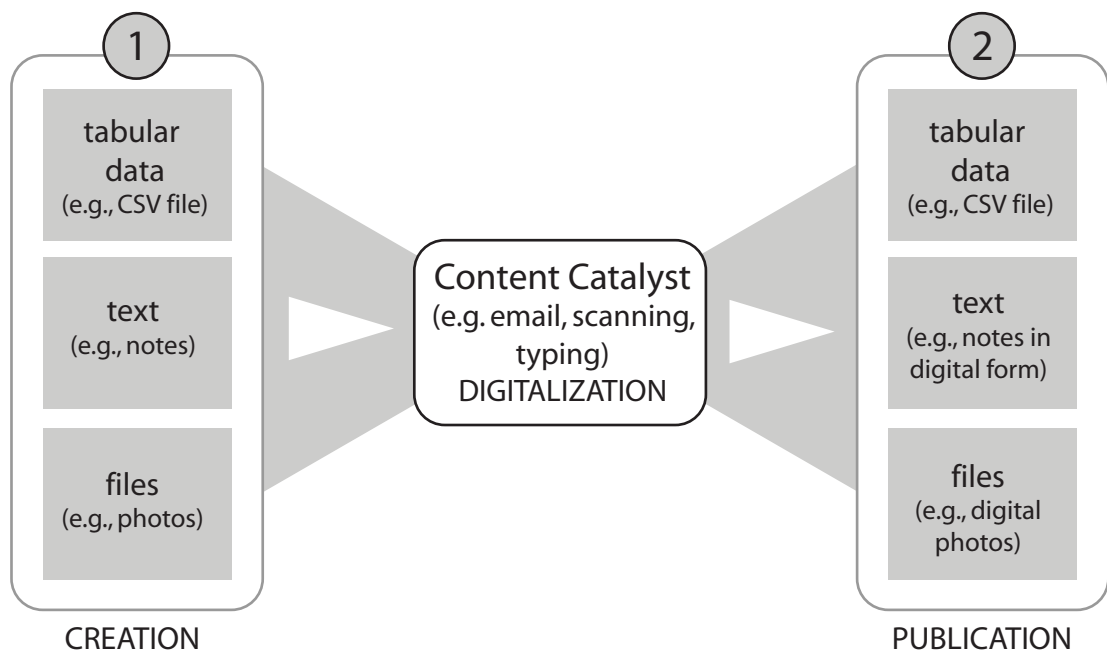 1
tabular
data
(e.g., CSV file)
text
(e.g., notes)
files
(e.g., photos)
CREATION
Content Catalyst
(e.g. email, scanning,
typing)
DIGITALIZATION
2
tabular
data
(e.g., CSV file)
text
(e.g., notes in
digital form)
files
(e.g., digital
photos)
PUBLICATION